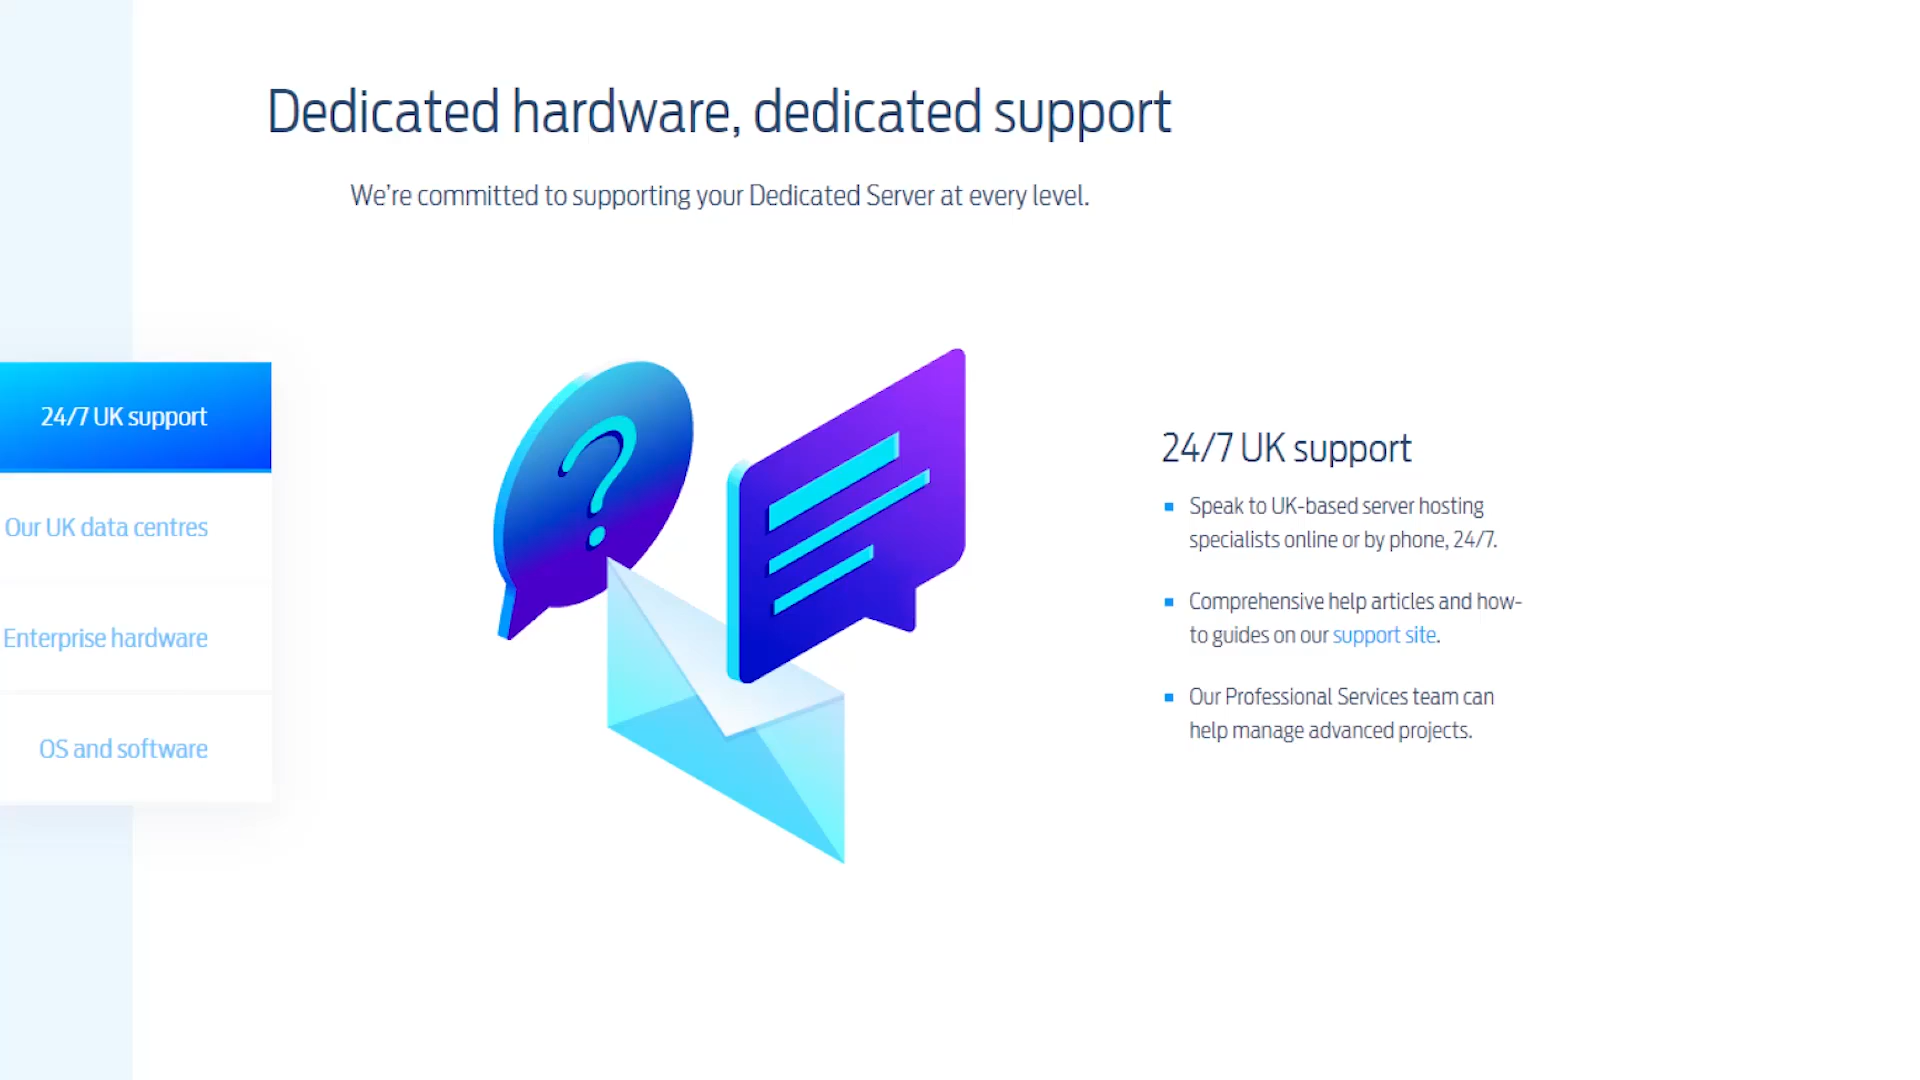 Dedicated hardware, dedicated support
We’re committed to supporting your Dedicated Server at every level.
24/7 UK support
Our UK data centres
Enterprise hardware
OS and software
24/7 UK support
Speak to UK-based server hosting
specialists online or by phone, 24/7.
Comprehensive help articles and how-
to guides on our support site.
Our Professional Services team can
help manage advanced projects.